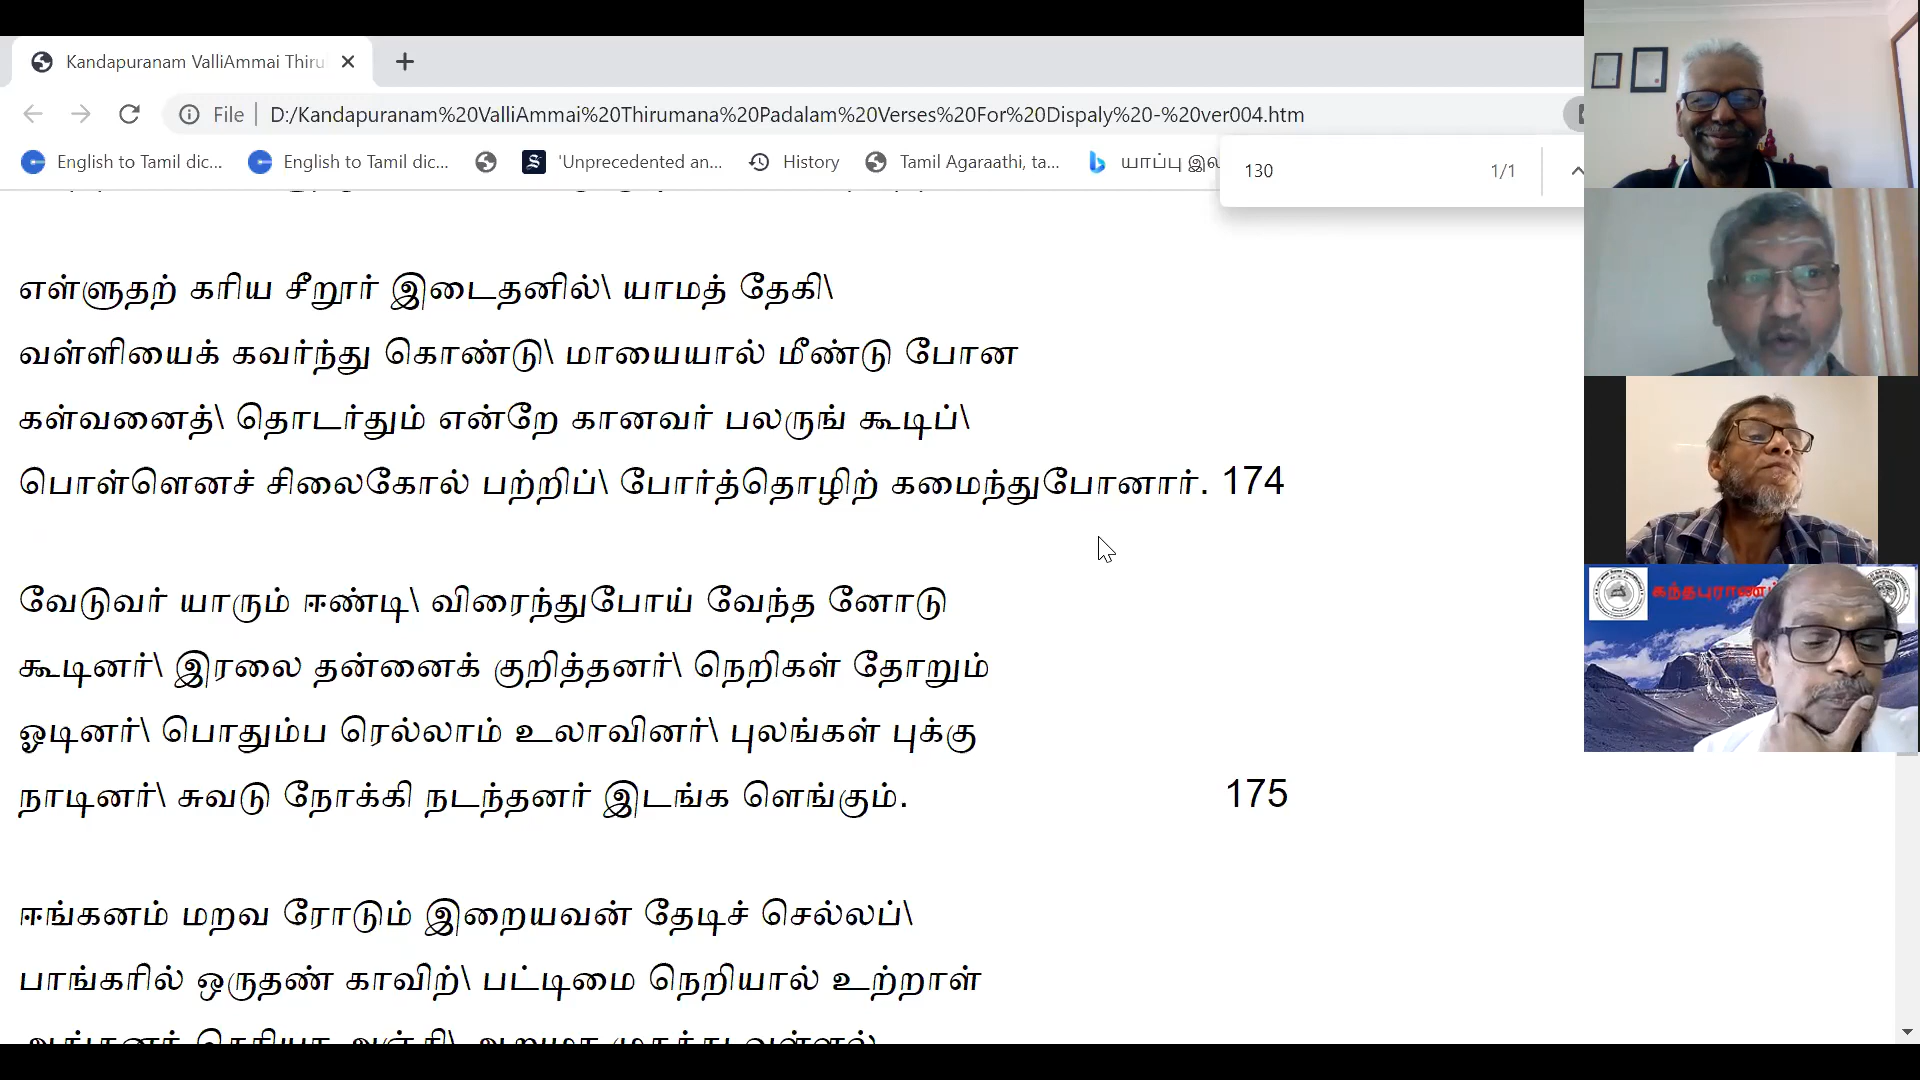 Kandapuranam ValliAmmai Thiru
File
D:/Kandapuranam%20ValliAmmai%20Thirumana%20Padalam%20Verses%20For%20Dispaly%20-%20ver004.htm
English to Tamil dic...
English to Tamil dic...
'Unprecedented an...
History
Tamil Agaraathi, ta...
யாப்பு இல
130
1/1
எள்ளுதற் கரிய சீறூர் இடைதனில்\ யாமத் தேகி\
வள்ளியைக் கவர்ந்து கொண்டு\ மாயையால் மீண்டு போன
கள்வனைத்\ தொடர்தும் என்றே கானவர் பலருங் கூடிப்\
பொள்ளெனச் சிலைகோல் பற்றிப்\ போர்த்தொழிற் கமைந்துபோனார். 174
வேடுவர் யாரும் ஈண்டி\ விரைந்துபோய் வேந்த னோடு
கூடினர்\ இரலை தன்னைக் குறித்தனர்\ நெறிகள் தோறும்
ஓடினர்\ பொதும்ப ரெல்லாம் உலாவினர்\ புலங்கள் புக்கு
நாடினர்\ சுவடு நோக்கி நடந்தனர் இடங்க ளெங்கும். 175
ஈங்கனம் மறவ ரோடும் இறையவன் தேடிச் செல்லப்\
பாங்கரில் ஒருதண் காவிற்\ பட்டிமை நெறியால் உற்றாள்
கந்தபுராண